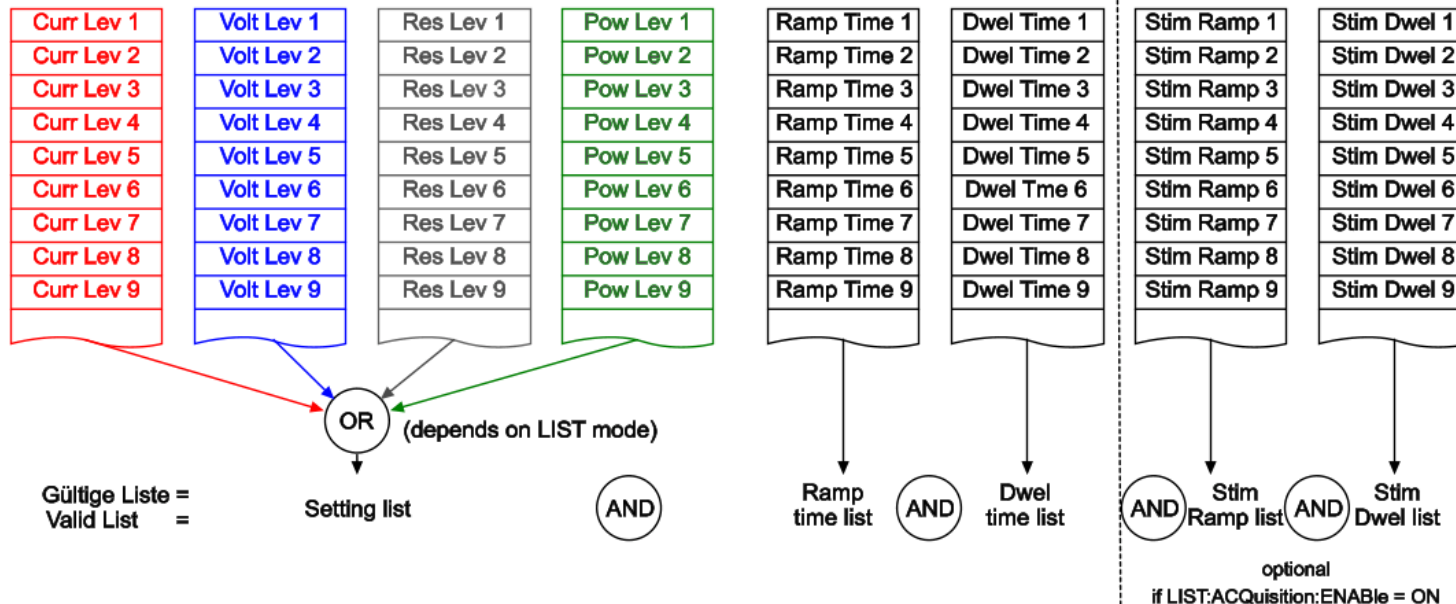 Curr Lev 1 Volt Lev 1 Res Lev 1 Pow Lev 1 Ramp Time 1 Dwel Time 1 Stim Ramp 1 Stim Dwel 1
Curr Lev 2 Volt Lev 2 Res Lev 2 Pow Lev 2 Ramp Time 2 Dwel Time 2 Stim Ramp 2 Stim Dwel 2
Curr Lev 3 Volt Lev 3 Res Lev 3 Pow Lev 3 Ramp Time 3 Dwel Time 3 Stim Ramp 3 Stim Dwel 3
Curr Lev 4 Volt Lev 4 Res Lev 4 Pow Lev 4 Ramp Time 4 Dwel Time 4 Stim Ramp 4 Stim Dwel 4
Curr Lev 5 Volt Lev 5 Res Lev 5 Pow Lev 5 Ramp Time 5 Dwel Time 5 Stim Ramp 5 Stim Dwel 5
Curr Lev 6 Volt Lev 6 Res Lev 6 Pow Lev 6 Ramp Time 6 Dwel Tme 6 Stim Ramp 6 Stim Dwel 6
Curr Lev 7 Volt Lev 7 Res Lev 7 Pow Lev 7 Ramp Time 7 Dwel Time 7 Stim Ramp 7 Stim Dwel 7
Curr Lev 8 Volt Lev 8 Res Lev 8 Pow Lev 8 Ramp Time 8 Dwel Time 8 Stim Ramp 8 Stim Dwel 8
Curr Lev 9 Volt Lev 9 Res Lev 9 Pow Lev 9 Ramp Time 9 Dwel Time 9 Stim Ramp 9 Stim Dwel 9
OR
(depends on LIST mode)
Gültige Liste =
Valid List =
Setting list
AND
Ramp
time list
AND
Dwel
time list
AND
Stim
Ramp list
AND
Stim
Dwel list
optional
if LIST:ACQuisition:ENABle = ON